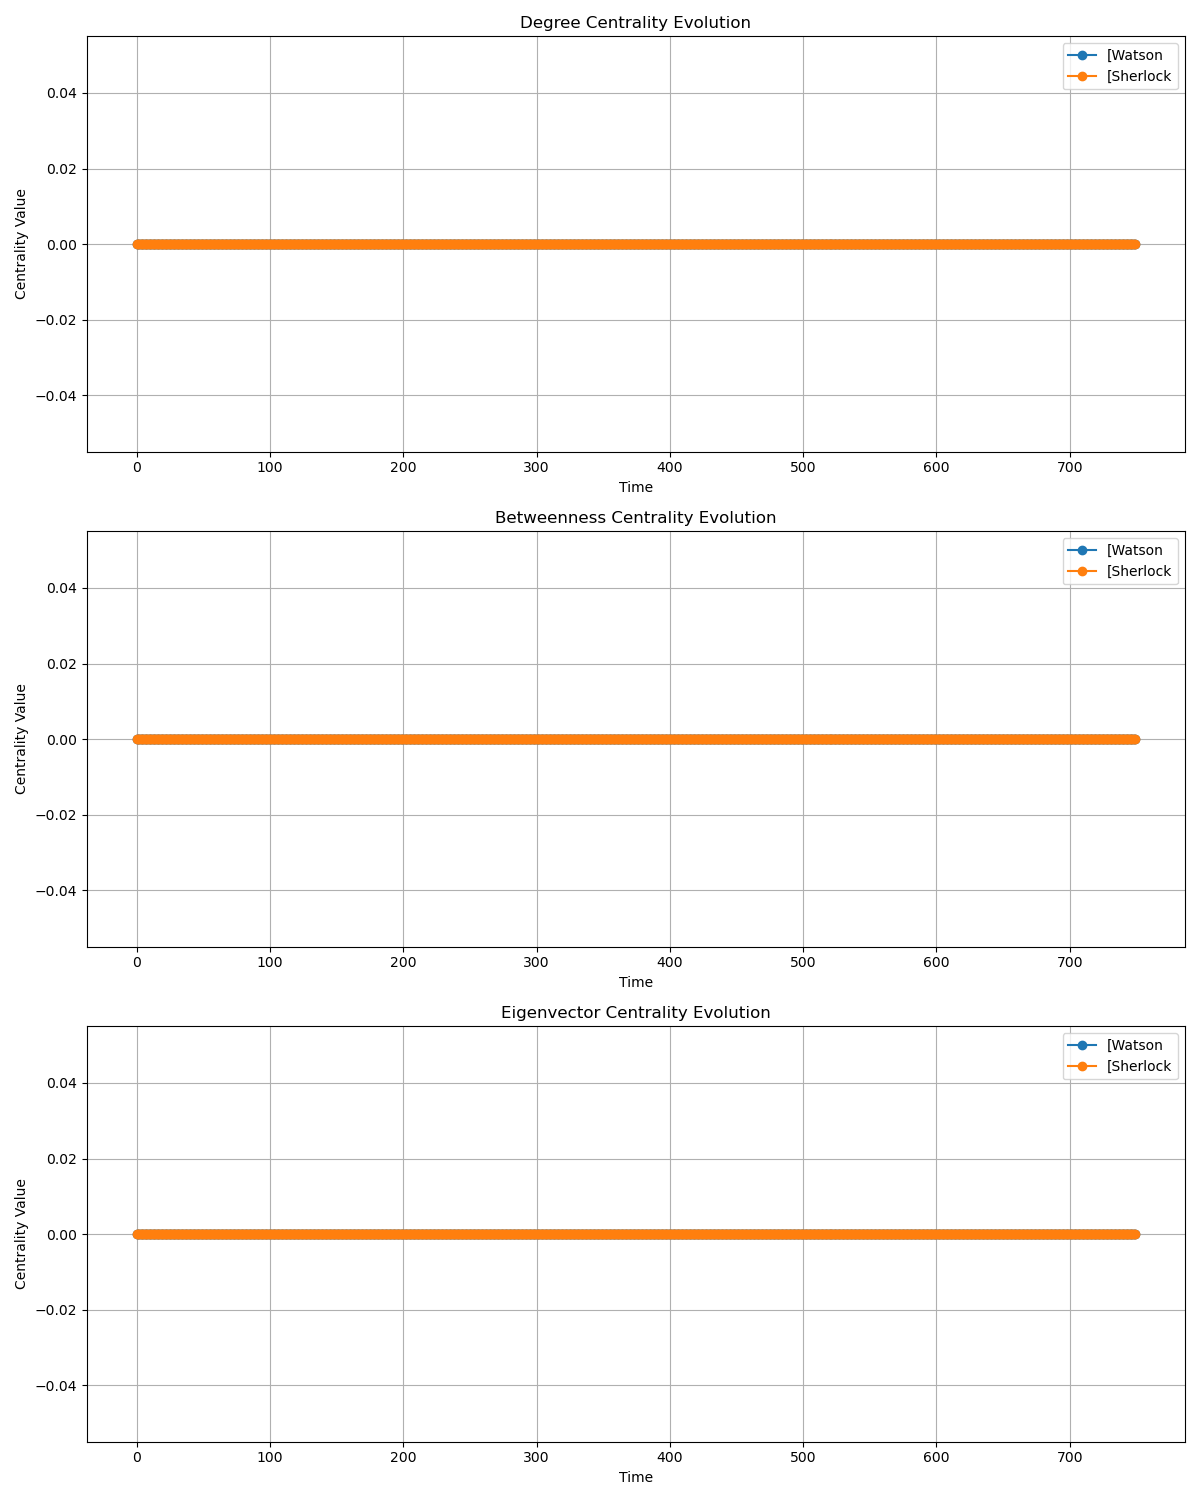 Degree Centrality Evolution
[Watson
[Sherlock
0.04
0.02
0.00
−0.02
−0.04
Centrality Value
0 100 200 300 400 500 600 700
Time
Betweenness Centrality Evolution
[Watson
[Sherlock
0.04
0.02
0.00
−0.02
−0.04
Centrality Value
0 100 200 300 400 500 600 700
Time
Eigenvector Centrality Evolution
[Watson
[Sherlock
0.04
0.02
0.00
−0.02
−0.04
Centrality Value
0 100 200 300 400 500 600 700
Time